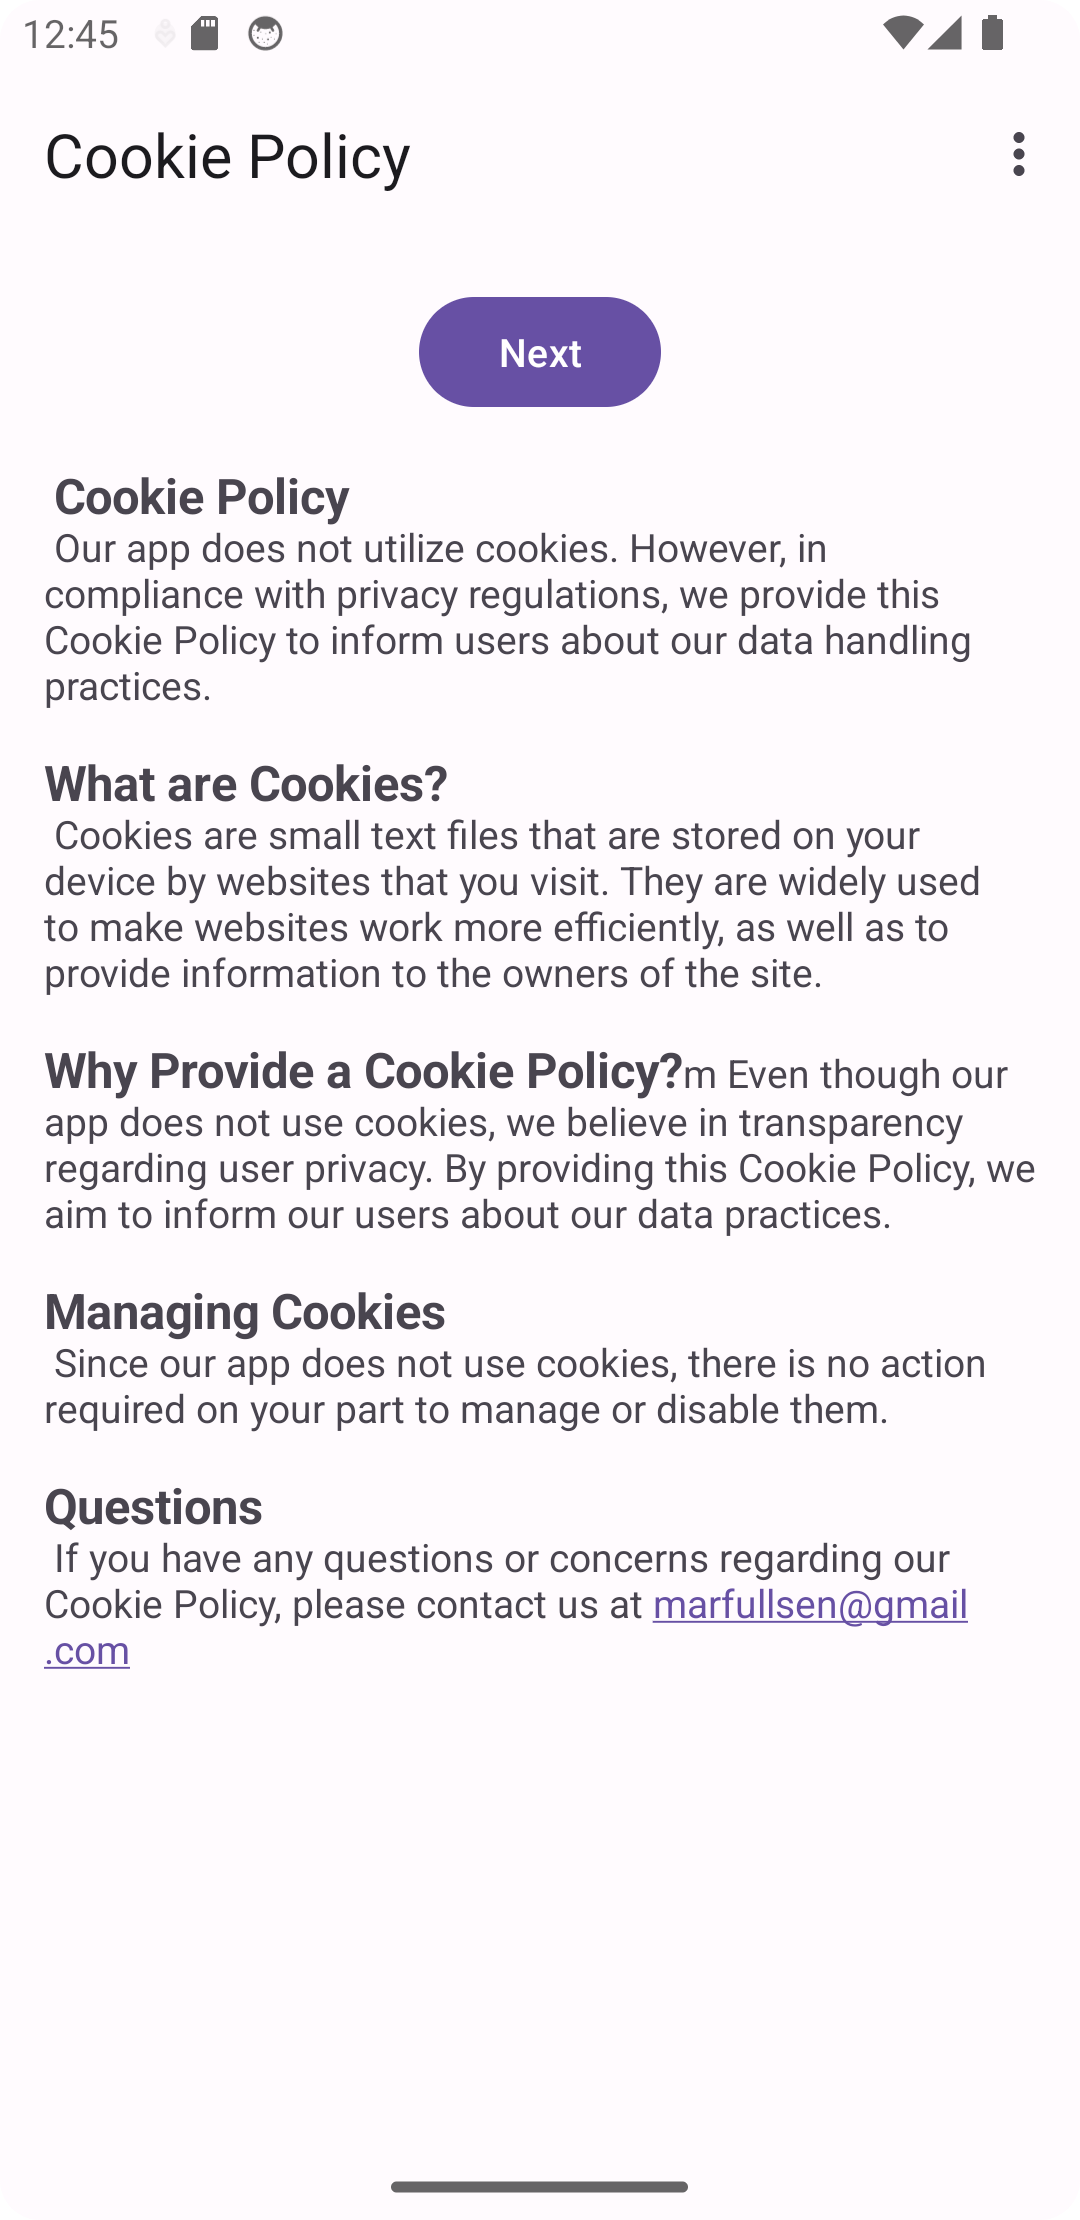 12:45
Cookie Policy
Next
Cookie Policy
Our app does not utilize cookies. However, in
compliance with privacy regulations, we provide this
Cookie Policy to inform users about our data handling
practices.
What are Cookies?
Cookies are small text files that are stored on your
device by websites that you visit. They are widely used
to make websites work more efficiently, as well as to
provide information to the owners of the site.
Why Provide a Cookie Policy?m Even though our
app does not use cookies, we believe in transparency
regarding user privacy. By providing this Cookie Policy, we
aim to inform our users about our data practices.
Managing Cookies
Since our app does not use cookies, there is no action
required on your part to manage or disable them.
Questions
If you have any questions or concerns regarding our
Cookie Policy, please contact us at marfullsen@gmail
.com